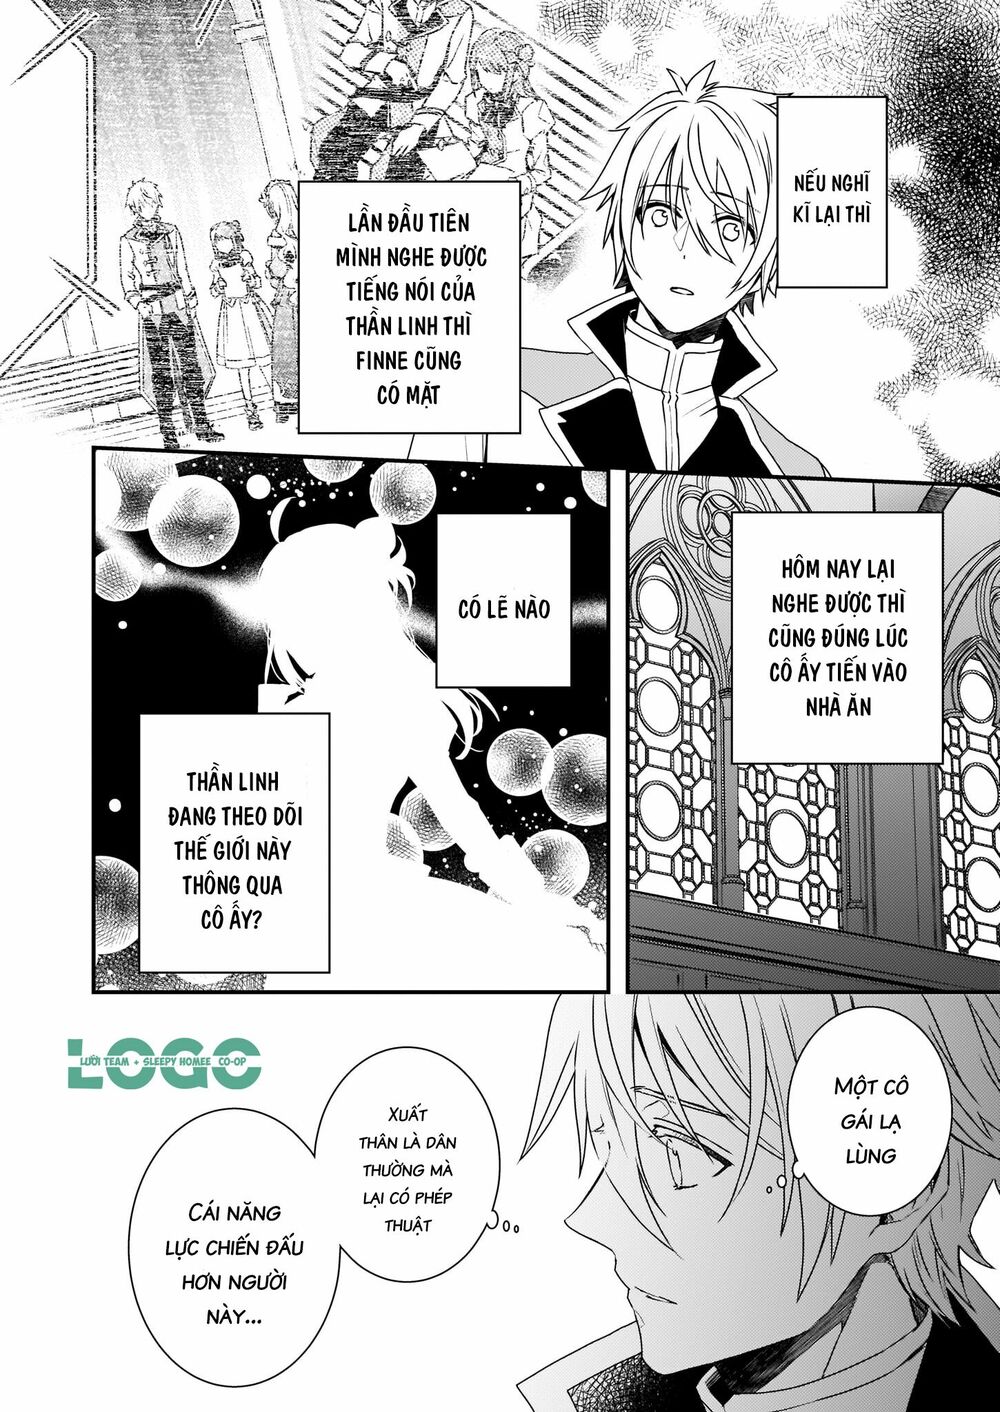 NẾU NGHĨ
KĨ LẠI THÌ
LẦN ĐẦU TIÊN
MÌNH NGHE ĐƯỢC
TIẾNG NÓI CỦA
THẦN LINH THÌ
FINNE CŨNG
CÓ MẶT
HÔM NAY LẠI
NGHE ĐƯỢC THÌ
CŨNG ĐÚNG LÚC
CÔ ẤY TIẾN VÀO
NHÀ ĂN
CÓ LẼ NÀO
THẦN LINH
ĐANG THEO DÕI
THẾ GIỚI NÀY
THÔNG QUA
CÔ ẤY?
MỘT CÔ
GÁI LẠ
LÙNG
XUẤT
THÂN LÀ DÂN
THƯỜNG MÀ
LẠI CÓ PHÉP
THUẬT
CÁI NĂNG
LỰC CHIẾN ĐẤU
HƠN NGƯỜI
NÀY...
LOGO
LƯỜI TEAM + SLEEPY HOMEE CO-OP